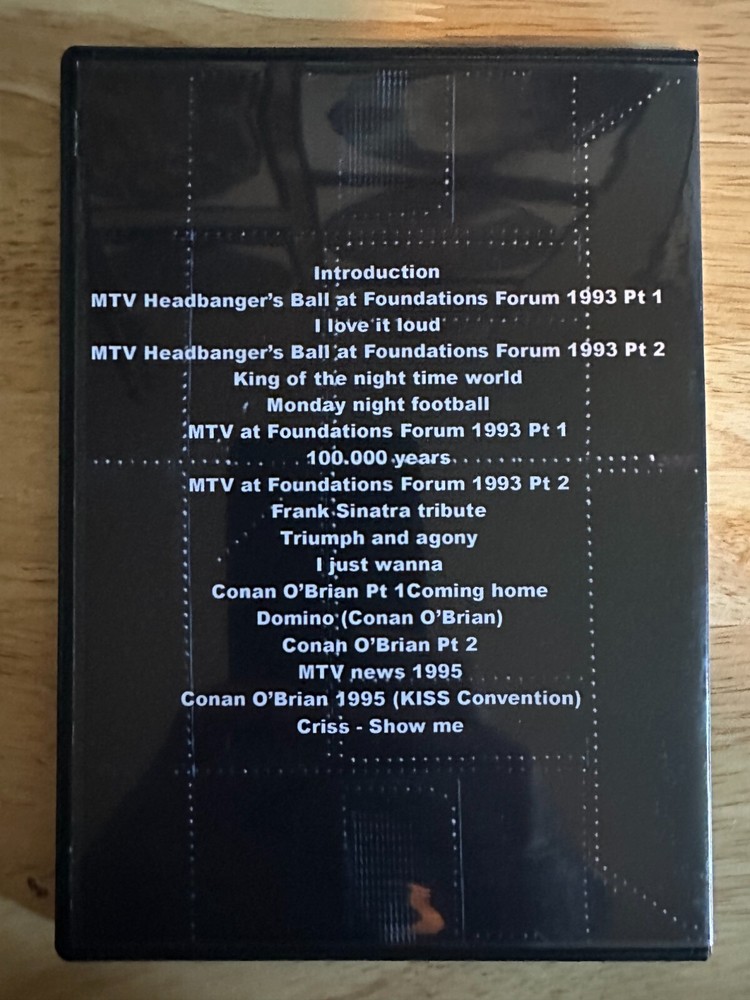 Introduction
MTV Headbanger's Ball at Foundations Forum 1993 Pt 1
I love it loud
MTV Headbanger's Ball at Foundations Forum 1993 Pt 2
King of the night time world
Monday night football
MTV at Foundations Forum 1993 Pt 1
100.000 years
MTV at Foundations Forum 1993 Pt 2
Frank Sinatra tribute
Triumph and agony
I just wanna
Conan O'Brian Pt 1Coming home
Domino (Conan O'Brian)
Conan O'Brian Pt 2
MTV news 1995
Conan O'Brian 1995 (KISS Convention)
Criss - Show me